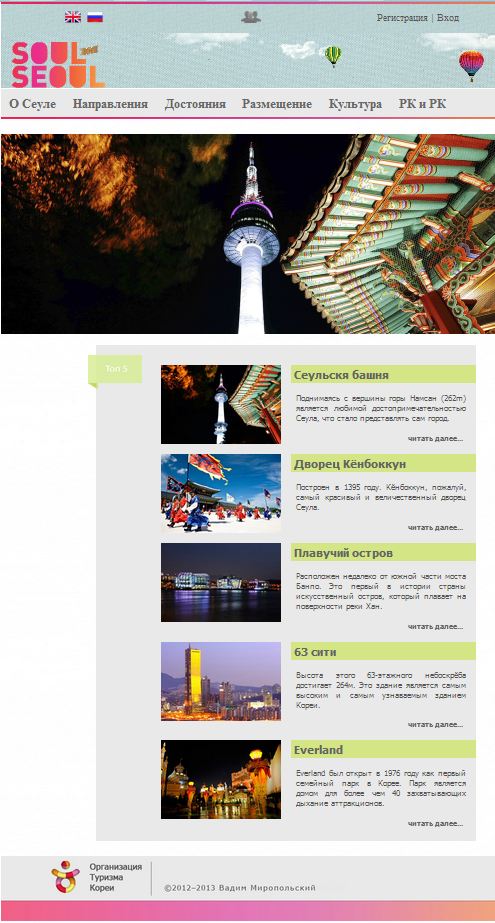 Регистрация | Вход
SOUL
SEOUL
О Сеуле Направления Достояния Размещение Культура РК и РК
Топ 5
Сеульскя башня
Поднимаясь с вершины горы Намсан (262m)
является любимой достопримечательностью
Сеула, что стало представлять сам город.
читать далее...
Дворец Кёнбоккун
Построен в 1395 году. Кёнбоккун, пожалуй,
самый красивый и величественный дворец
Сеула.
читать далее...
Плавучий остров
Расположен недалеко от южной части моста
Банпо. Это первый в истории страны
искусственный остров, который плавает на
поверхности реки Хан.
читать далее...
63 сити
Высота этого 63-этажного небоскрёба
достигает 264м. Это здание является самым
высоким и самым узнаваемым зданием
Кореи.
читать далее...
Everland
Everland был открыт в 1976 году как первый
семейный парк в Корее. Парк является
домом для более чем 40 захватывающих
дыхание аттракционов.
читать далее...
Организация
Туризма
Кореи
©2012-2013 Вадим Миропольский